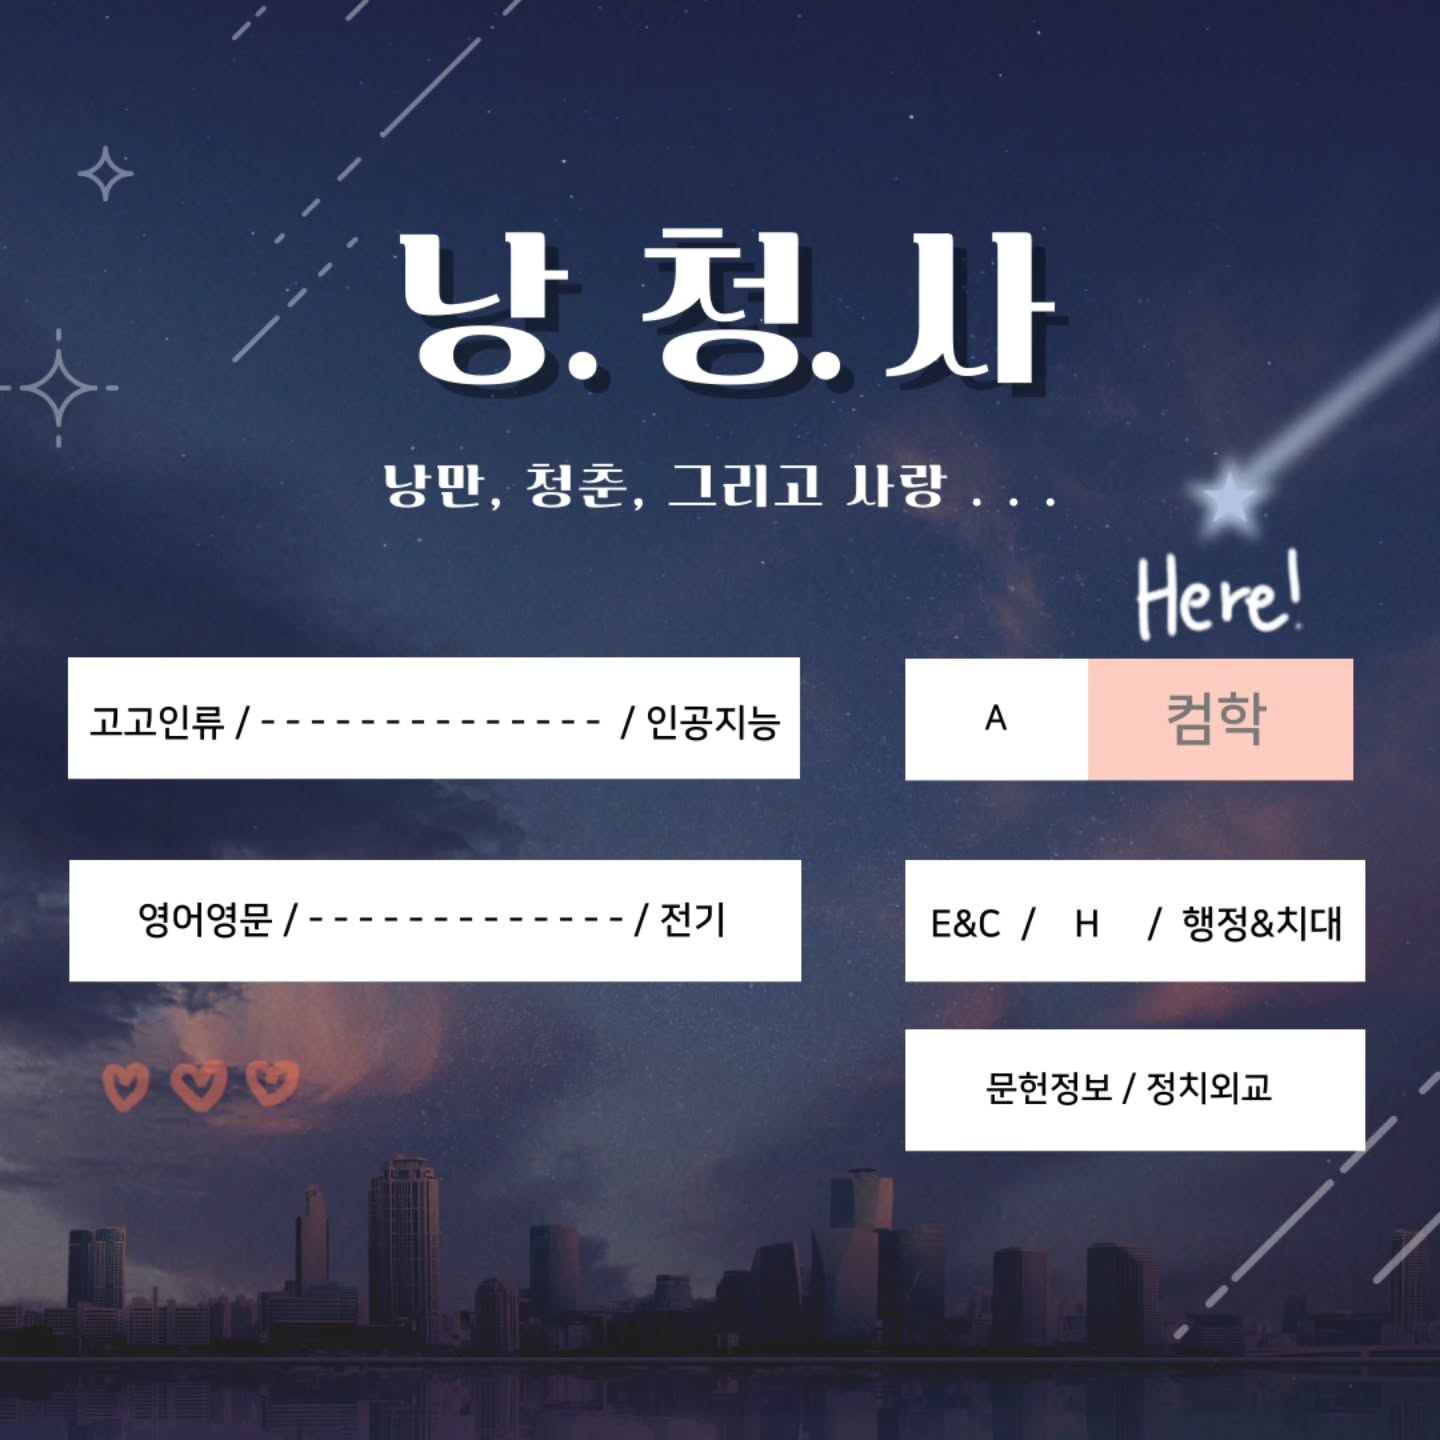 낭.청.사
낭만, 청춘, 그리고 사랑 . . .
Here!
고고인류 / - - - - - - - - - - - - - - / 인공지능
A 컴학
영어영문 / - - - - - - - - - - - - - / 전기
E&C / H / 행정&치대
문헌정보 / 정치외교